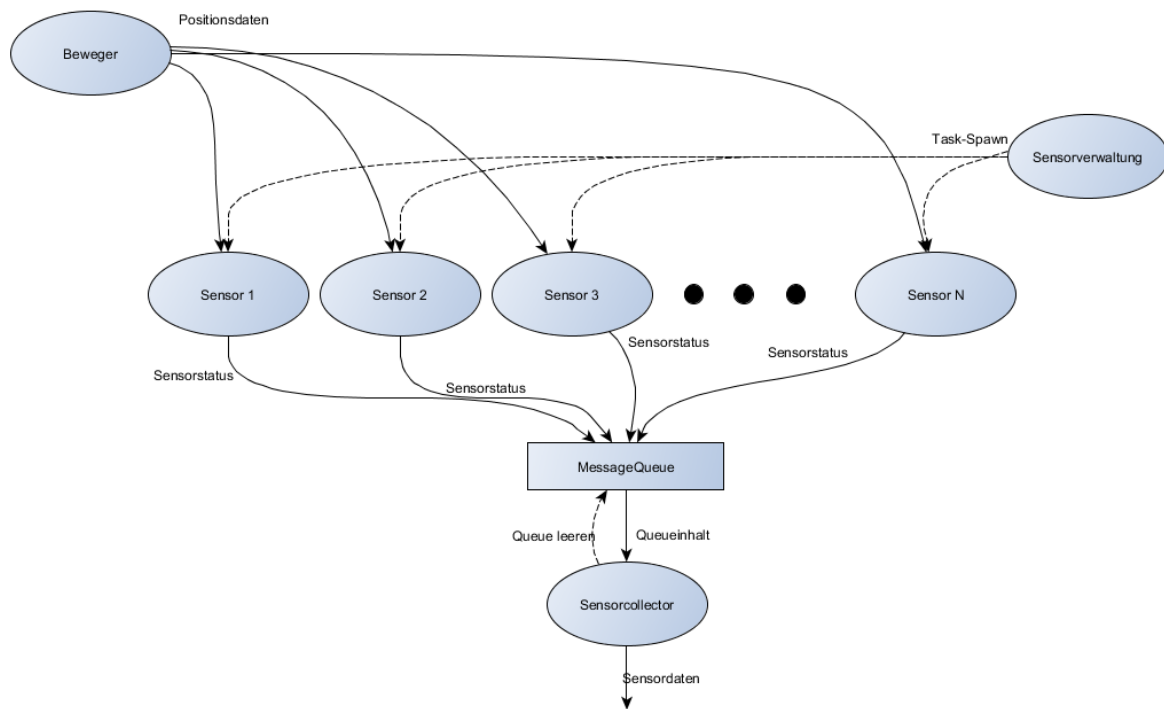 Positionsdaten
Beweger
Task-Spawn
Sensorverwaltung
Sensor 1
Sensor 2
Sensor 3
Sensor N
Sensorstatus
Sensorstatus
Sensorstatus
Sensorstatus
MessageQueue
Queue leeren
Queueinhalt
Sensorcollector
Sensordaten